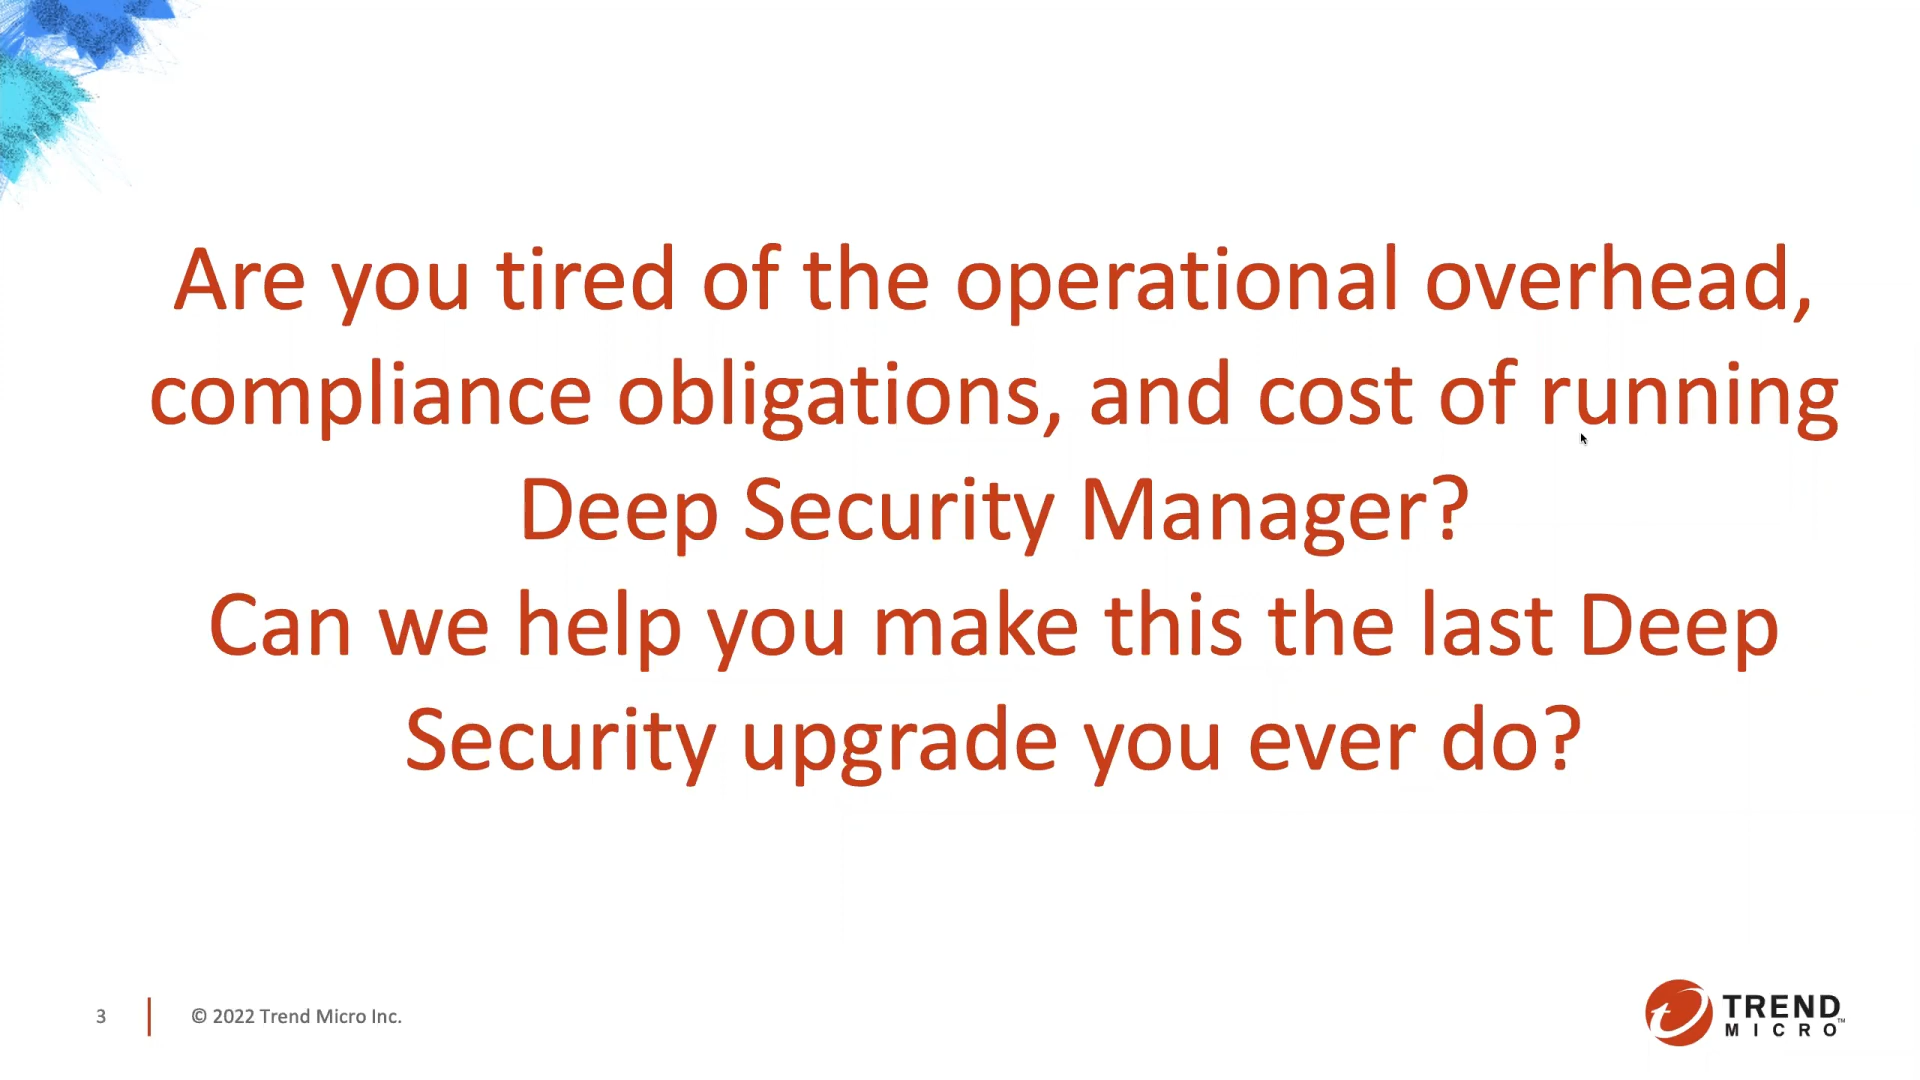 Are you tired of the operational overhead,
compliance obligations, and cost of running
Deep Security Manager?
Can we help you make this the last Deep
Security upgrade you ever do?
3
© 2022 Trend Micro Inc.
TREND
MICRO™